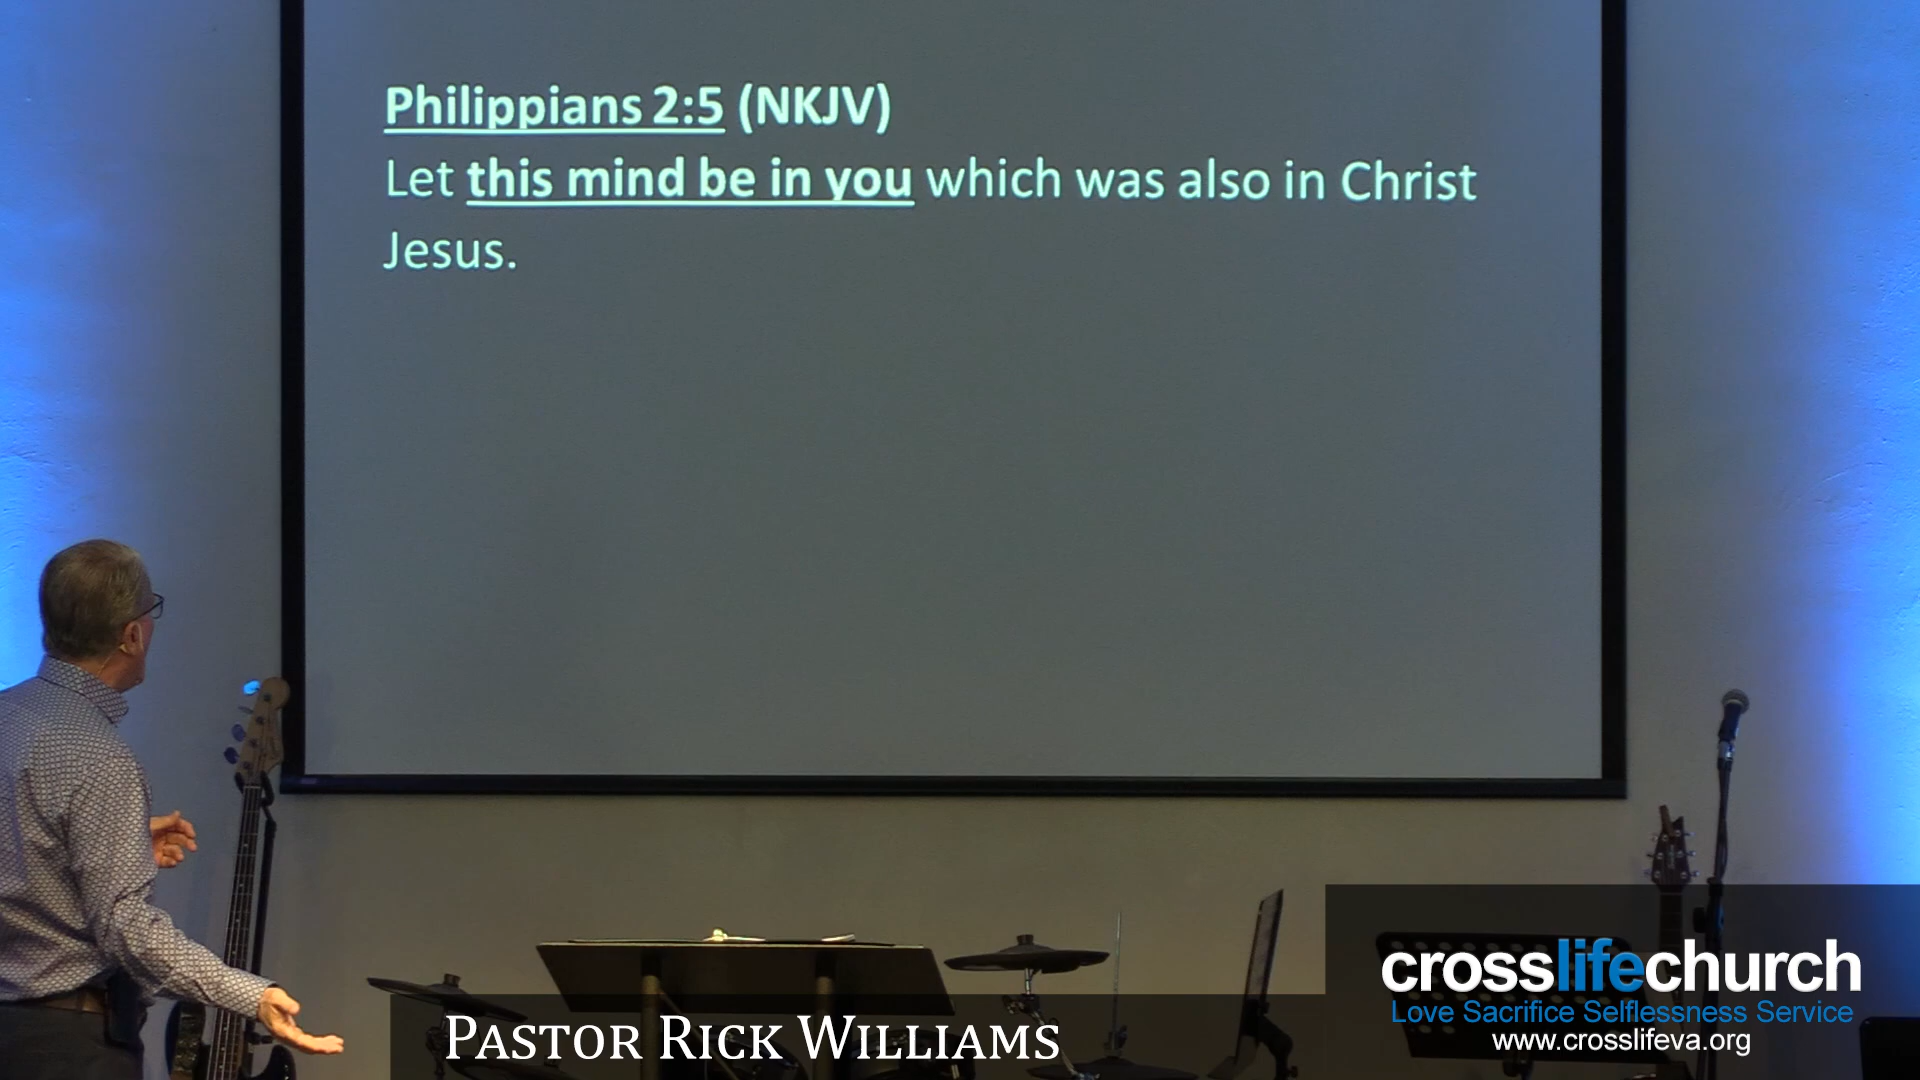 Philippians 2:5 (NKJV)
Let this mind be in you which was also in Christ
Jesus.
Pastor Rick Williams
crosslifechurch
Love Sacrifice Selflessness Service
www.crosslifeva.org